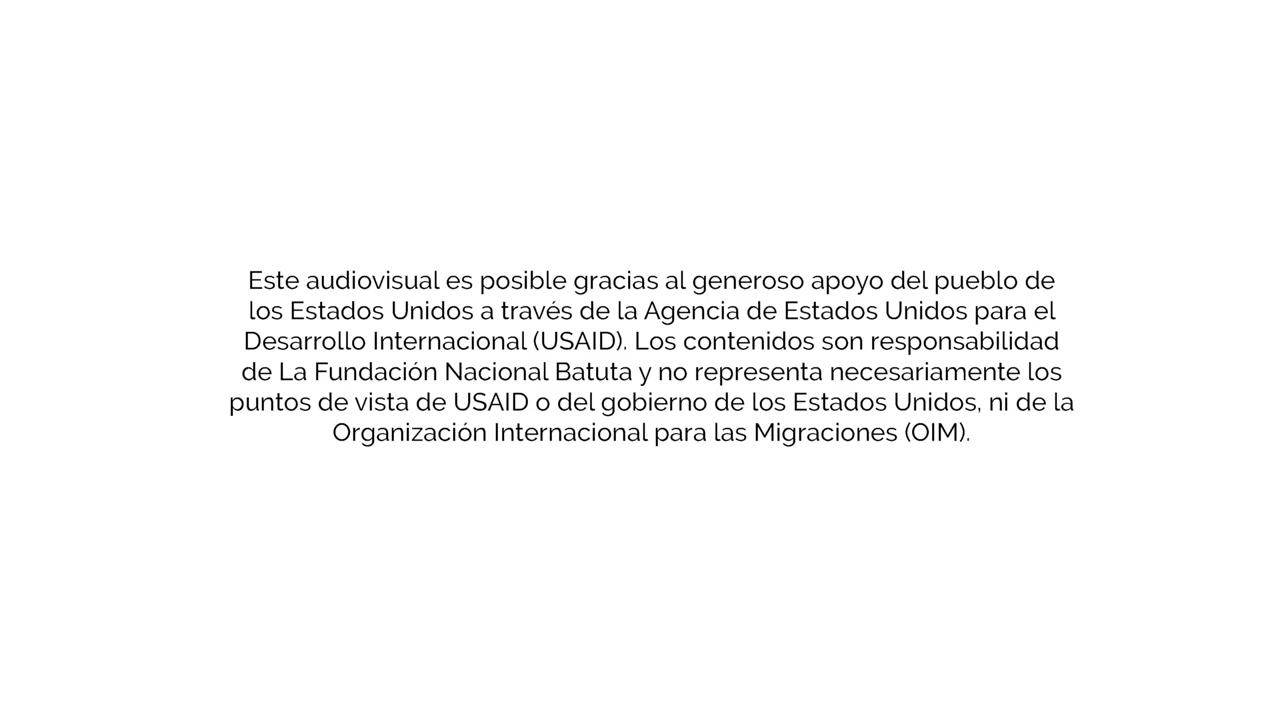 Este audiovisual es posible gracias al generoso apoyo del pueblo de
los Estados Unidos a través de la Agencia de Estados Unidos para el
Desarrollo Internacional (USAID). Los contenidos son responsabilidad
de La Fundación Nacional Batuta y no representa necesariamente los
puntos de vista de USAID o del gobierno de los Estados Unidos, ni de la
Organización Internacional para las Migraciones (OIM).